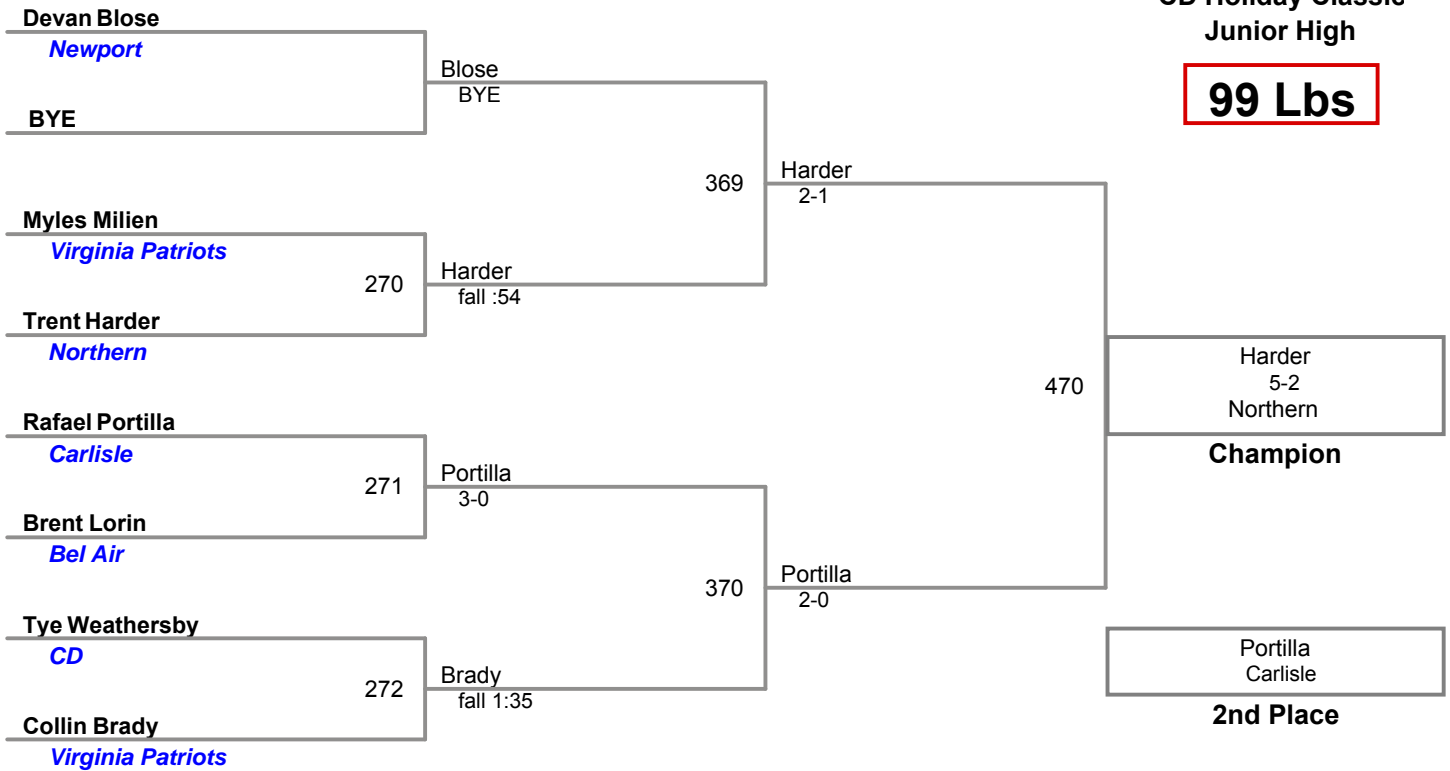 Holiday Classic
Junior High
99 Lbs
Devan Blose
Newport
BYE
Blose
BYE
Myles Milien
Virginia Patriots
270
Trent Harder
Northern
Harder
fall :54
369
Harder
2-1
Rafael Portilla
Carlisle
271
Brent Lorin
Bel Air
Portilla
3-0
Tye Weathersby
CD
272
Collin Brady
Virginia Patriots
Brady
fall 1:35
370
Portilla
2-0
470
Harder
5-2
Northern
Champion
Portilla
Carlisle
2nd Place